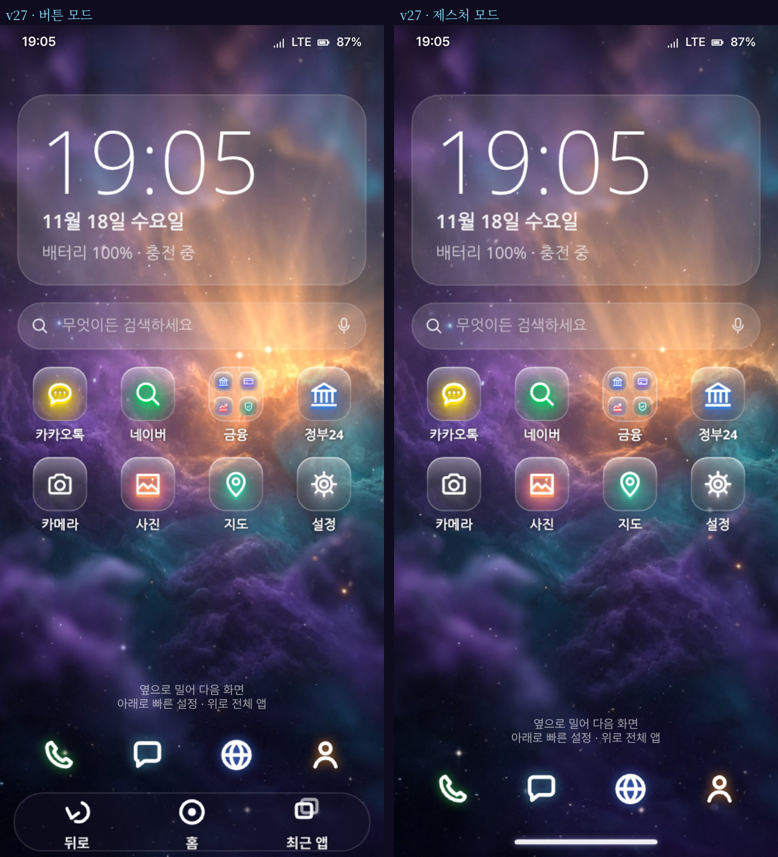 v27 · 버튼 모드
19:05 LTE 87%
19:05
11월 18일 수요일
배터리 100% · 충전 중
무엇이든 검색하세요
카카오톡 네이버 금융 정부24
카메라 사진 지도 설정
옆으로 밀어 다음 화면
아래로 빠른 설정 · 위로 전체 앱
뒤로 홈 최근 앱
v27 · 제스처 모드
19:05 LTE 87%
19:05
11월 18일 수요일
배터리 100% · 충전 중
무엇이든 검색하세요
카카오톡 네이버 금융 정부24
카메라 사진 지도 설정
옆으로 밀어 다음 화면
아래로 빠른 설정 · 위로 전체 앱